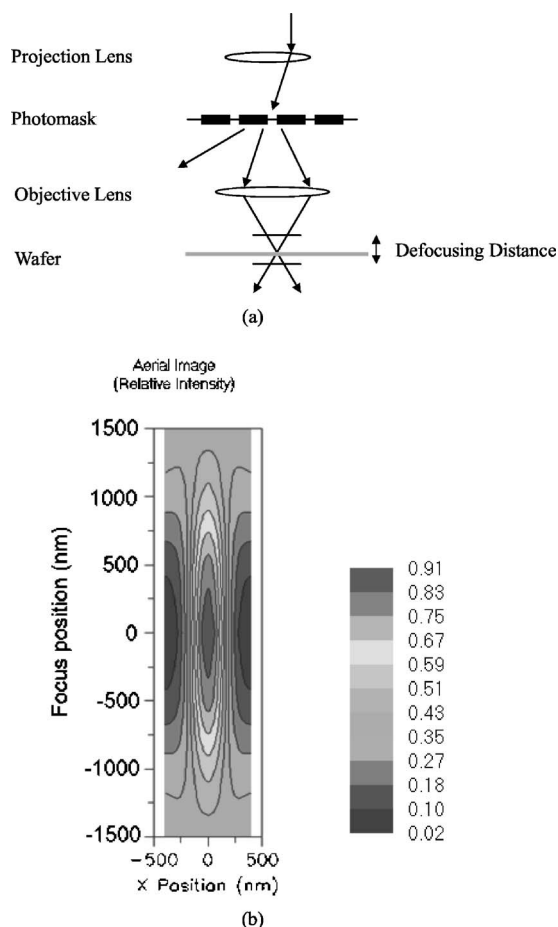 Projection Lens
Photomask
Objective Lens
Wafer
Defocusing Distance
(a)
Aerial Image
(Relative Intensity)
1500
1000
500
0
-500
-1000
-1500
Focus position (nm)
-500 0 500
X Position (nm)
0.91
0.83
0.75
0.67
0.59
0.51
0.43
0.35
0.27
0.18
0.10
0.02
(b)